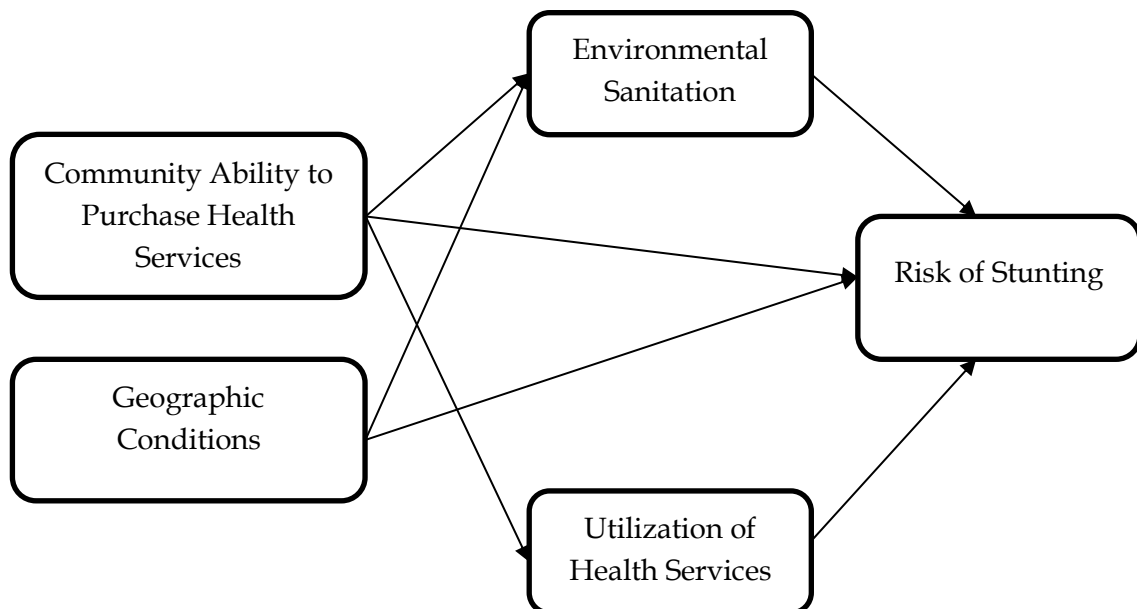 Environmental
Sanitation
Community Ability to
Purchase Health
Services
Risk of Stunting
Geographic
Conditions
Utilization of
Health Services